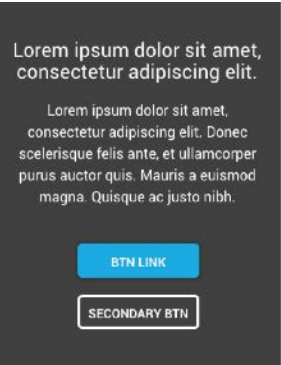 Lorem ipsum dolor sit amet,
consectetur adipiscing elit.
Lorem ipsum dolor sit amet,
consectetur adipiscing elit. Donec
scelerisque felis ante, et ullamcorper
purus auctor quis. Mauris a euismod
magna. Quisque ac justo nibh.
BTN LINK
SECONDARY BTN